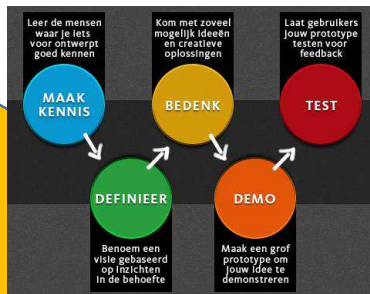 Leer de mensen
waar je iets
voor ontwerpt
goed kennen
MAAK
KENNIS
DEFINIEER
Benoem een
visie gebaseerd
op inzichten
in de behoefte
Kom met zoveel
mogelijk ideeën
en creatieve
oplossingen
BEDENK
DEMO
Maak een grof
prototype om
jouw idee te
demonstreren
Laat gebruikers
jouw prototype
testen voor
feedback
TEST